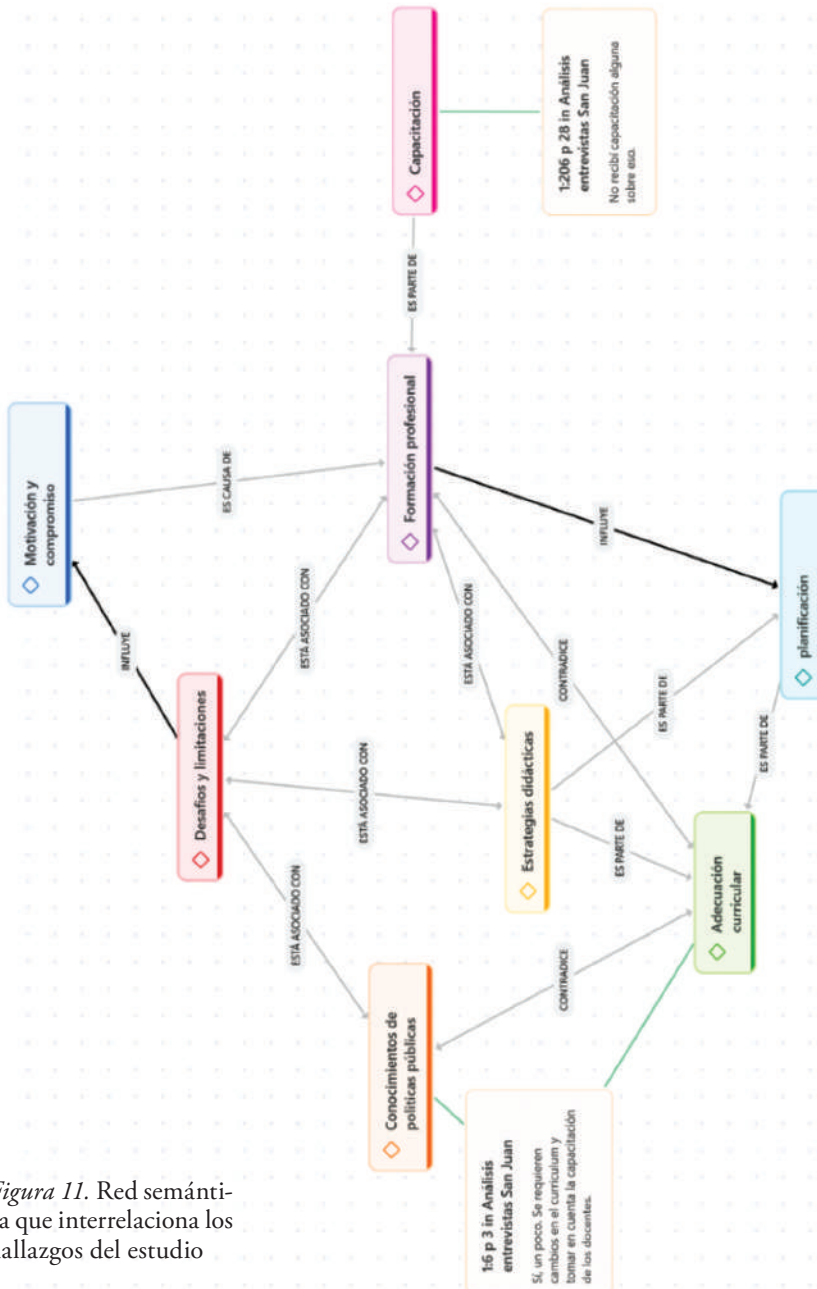 Motivación y
compromiso
INFLUYE
ES CAUSA DE
Desafíos y limitaciones
ESTÁ ASOCIADO CON
ESTÁ ASOCIADO CON
ESTÁ ASOCIADO CON
Capacitación
ES PARTE DE
Formación profesional
1:206 p 28 in Análisis
entrevistas San Juan
No recibí capacitación alguna
sobre eso.
Conocimientos de
políticas públicas
ESTÁ ASOCIADO CON
Estrategias didácticas
CONTRADICE
INFLUYE
ES PARTE DE
ES PARTE DE
CONTRADICE
ES PARTE DE
planificación
Adecuación
curricular
1:6 p 3 in Análisis
entrevistas San Juan
Sí, un poco. Se requieren
cambios en el curriculum y
tomar en cuenta la capacitación
de los docentes.
igura 11. Red semánti-
a que interrelaciona los
allazgos del estudio